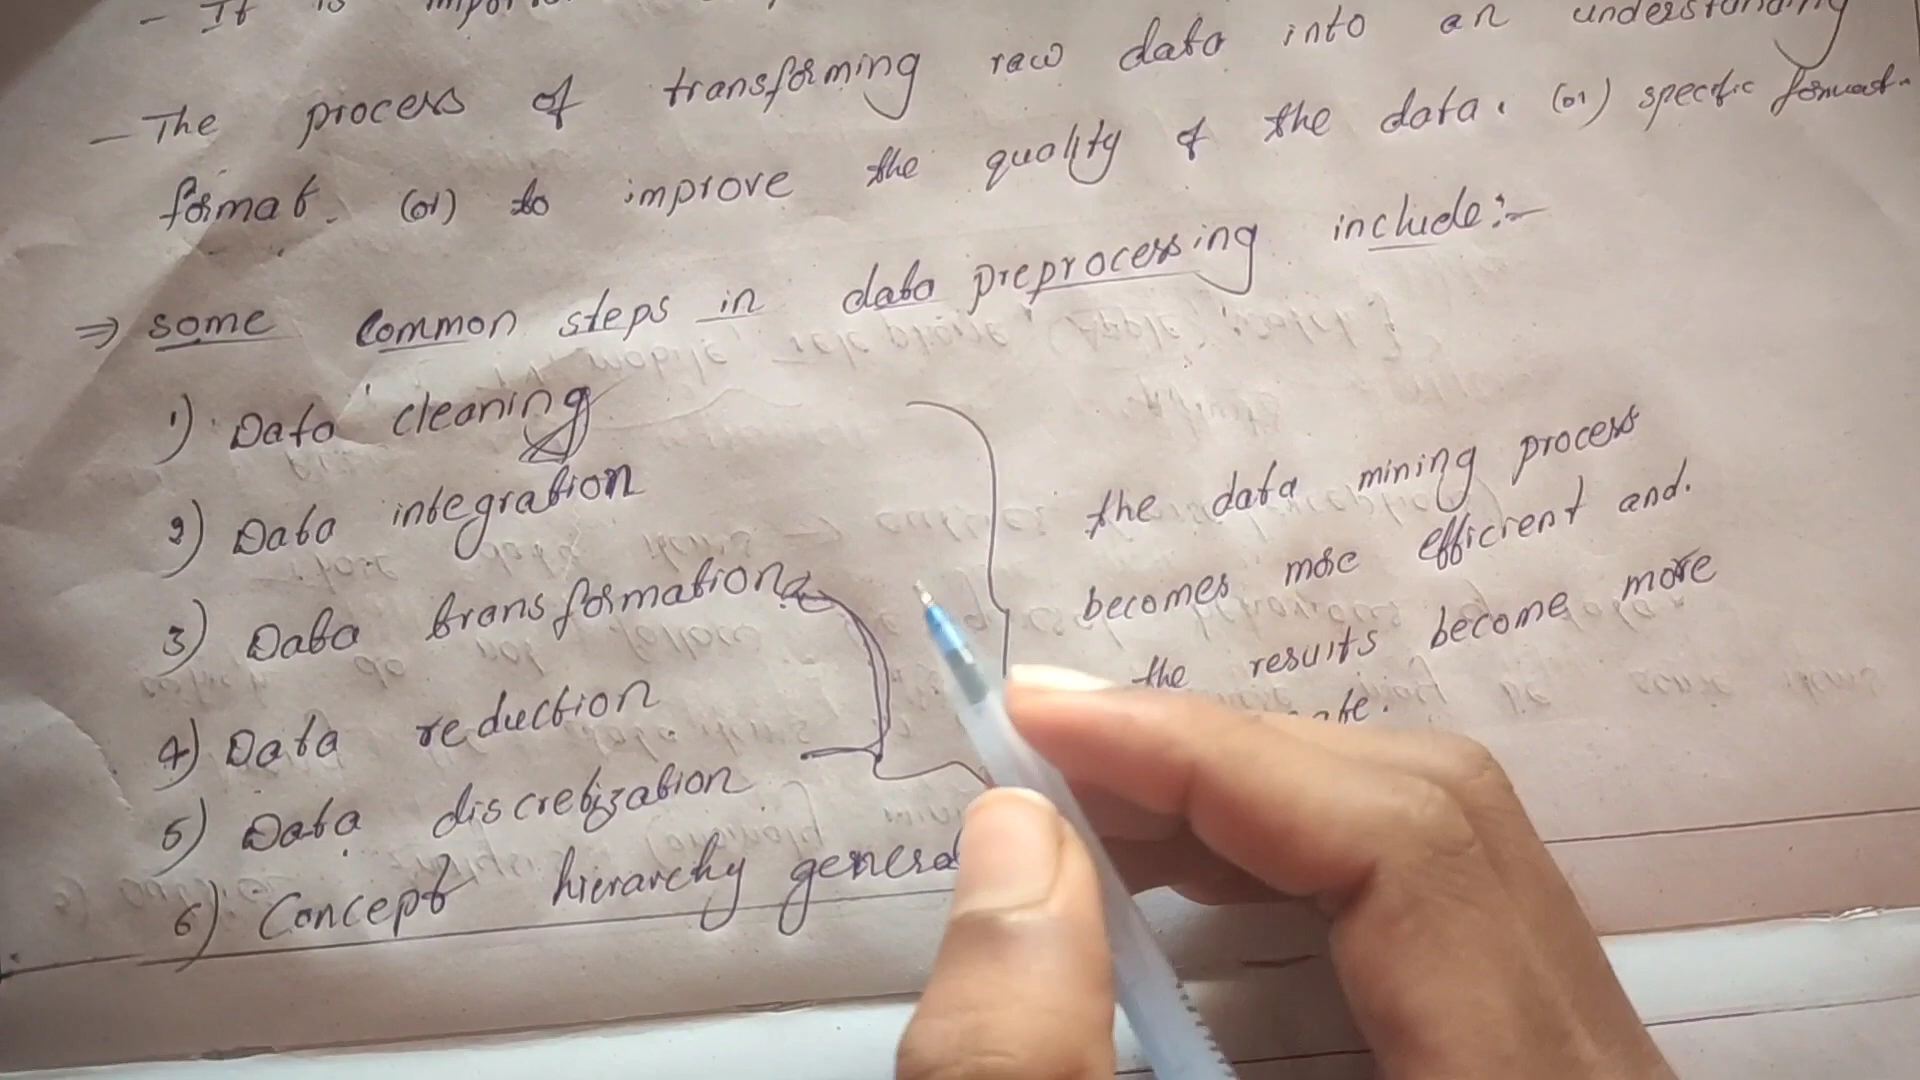 - It is
- The process of transforming raw data into an understanding
format. (or) to improve the quality of the data. (or) specific format.
⇒ some common steps in data preprocessing include:-
1) Data cleaning
2) Data integration
3) Data transformation
4) Data reduction
5) Data discretization
6) Concept hierarchy genera
the data mining process
becomes more efficient and.
the results become more